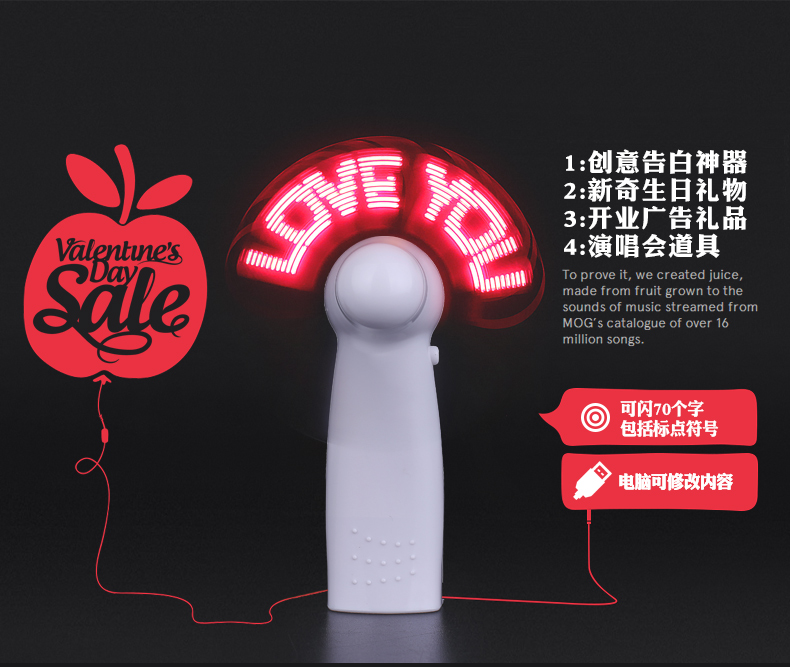 Valentine's
Day
Sale
LOVE YOU
1:创意告白神器
2:新奇生日礼物
3:开业广告礼品
4:演唱会道具
To prove it, we created juice,
made from fruit grown to the
sounds of music streamed from
MOG's catalogue of over 16
million songs.
可闪70个字
包括标点符号
电脑可修改内容